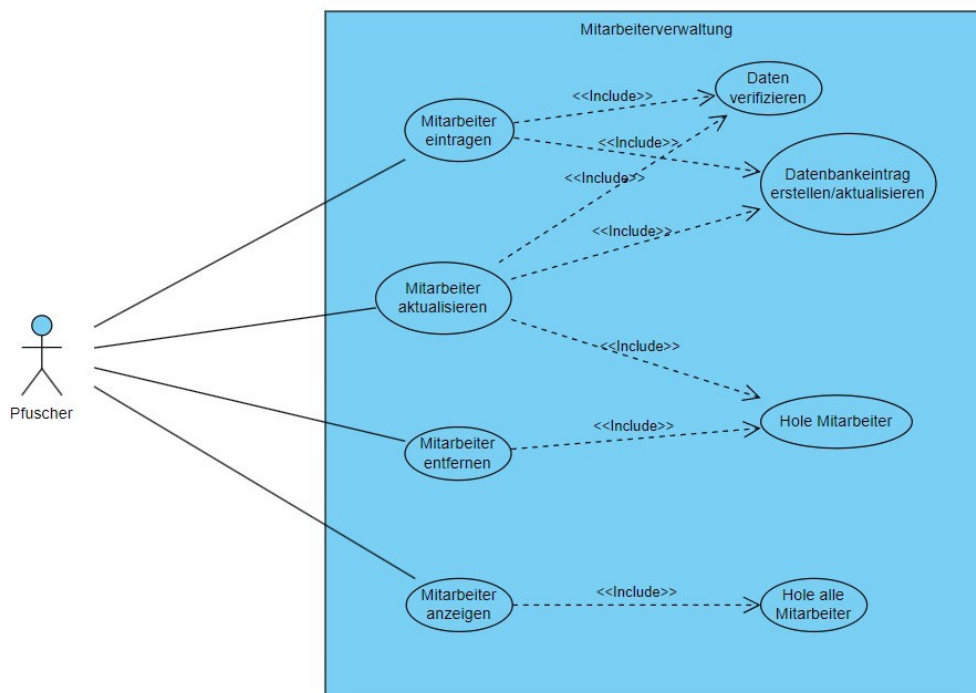 Mitarbeiterverwaltung
Daten
verifizieren
<<Include>>
Mitarbeiter
eintragen
<<Include>>
Datenbankeintrag
erstellen/aktualisieren
<<Include>>
<<Include>>
Mitarbeiter
aktualisieren
<<Include>>
Pfuscher
Hole Mitarbeiter
<<Include>>
Mitarbeiter
entfernen
Mitarbeiter
anzeigen
<<Include>>
Hole alle
Mitarbeiter